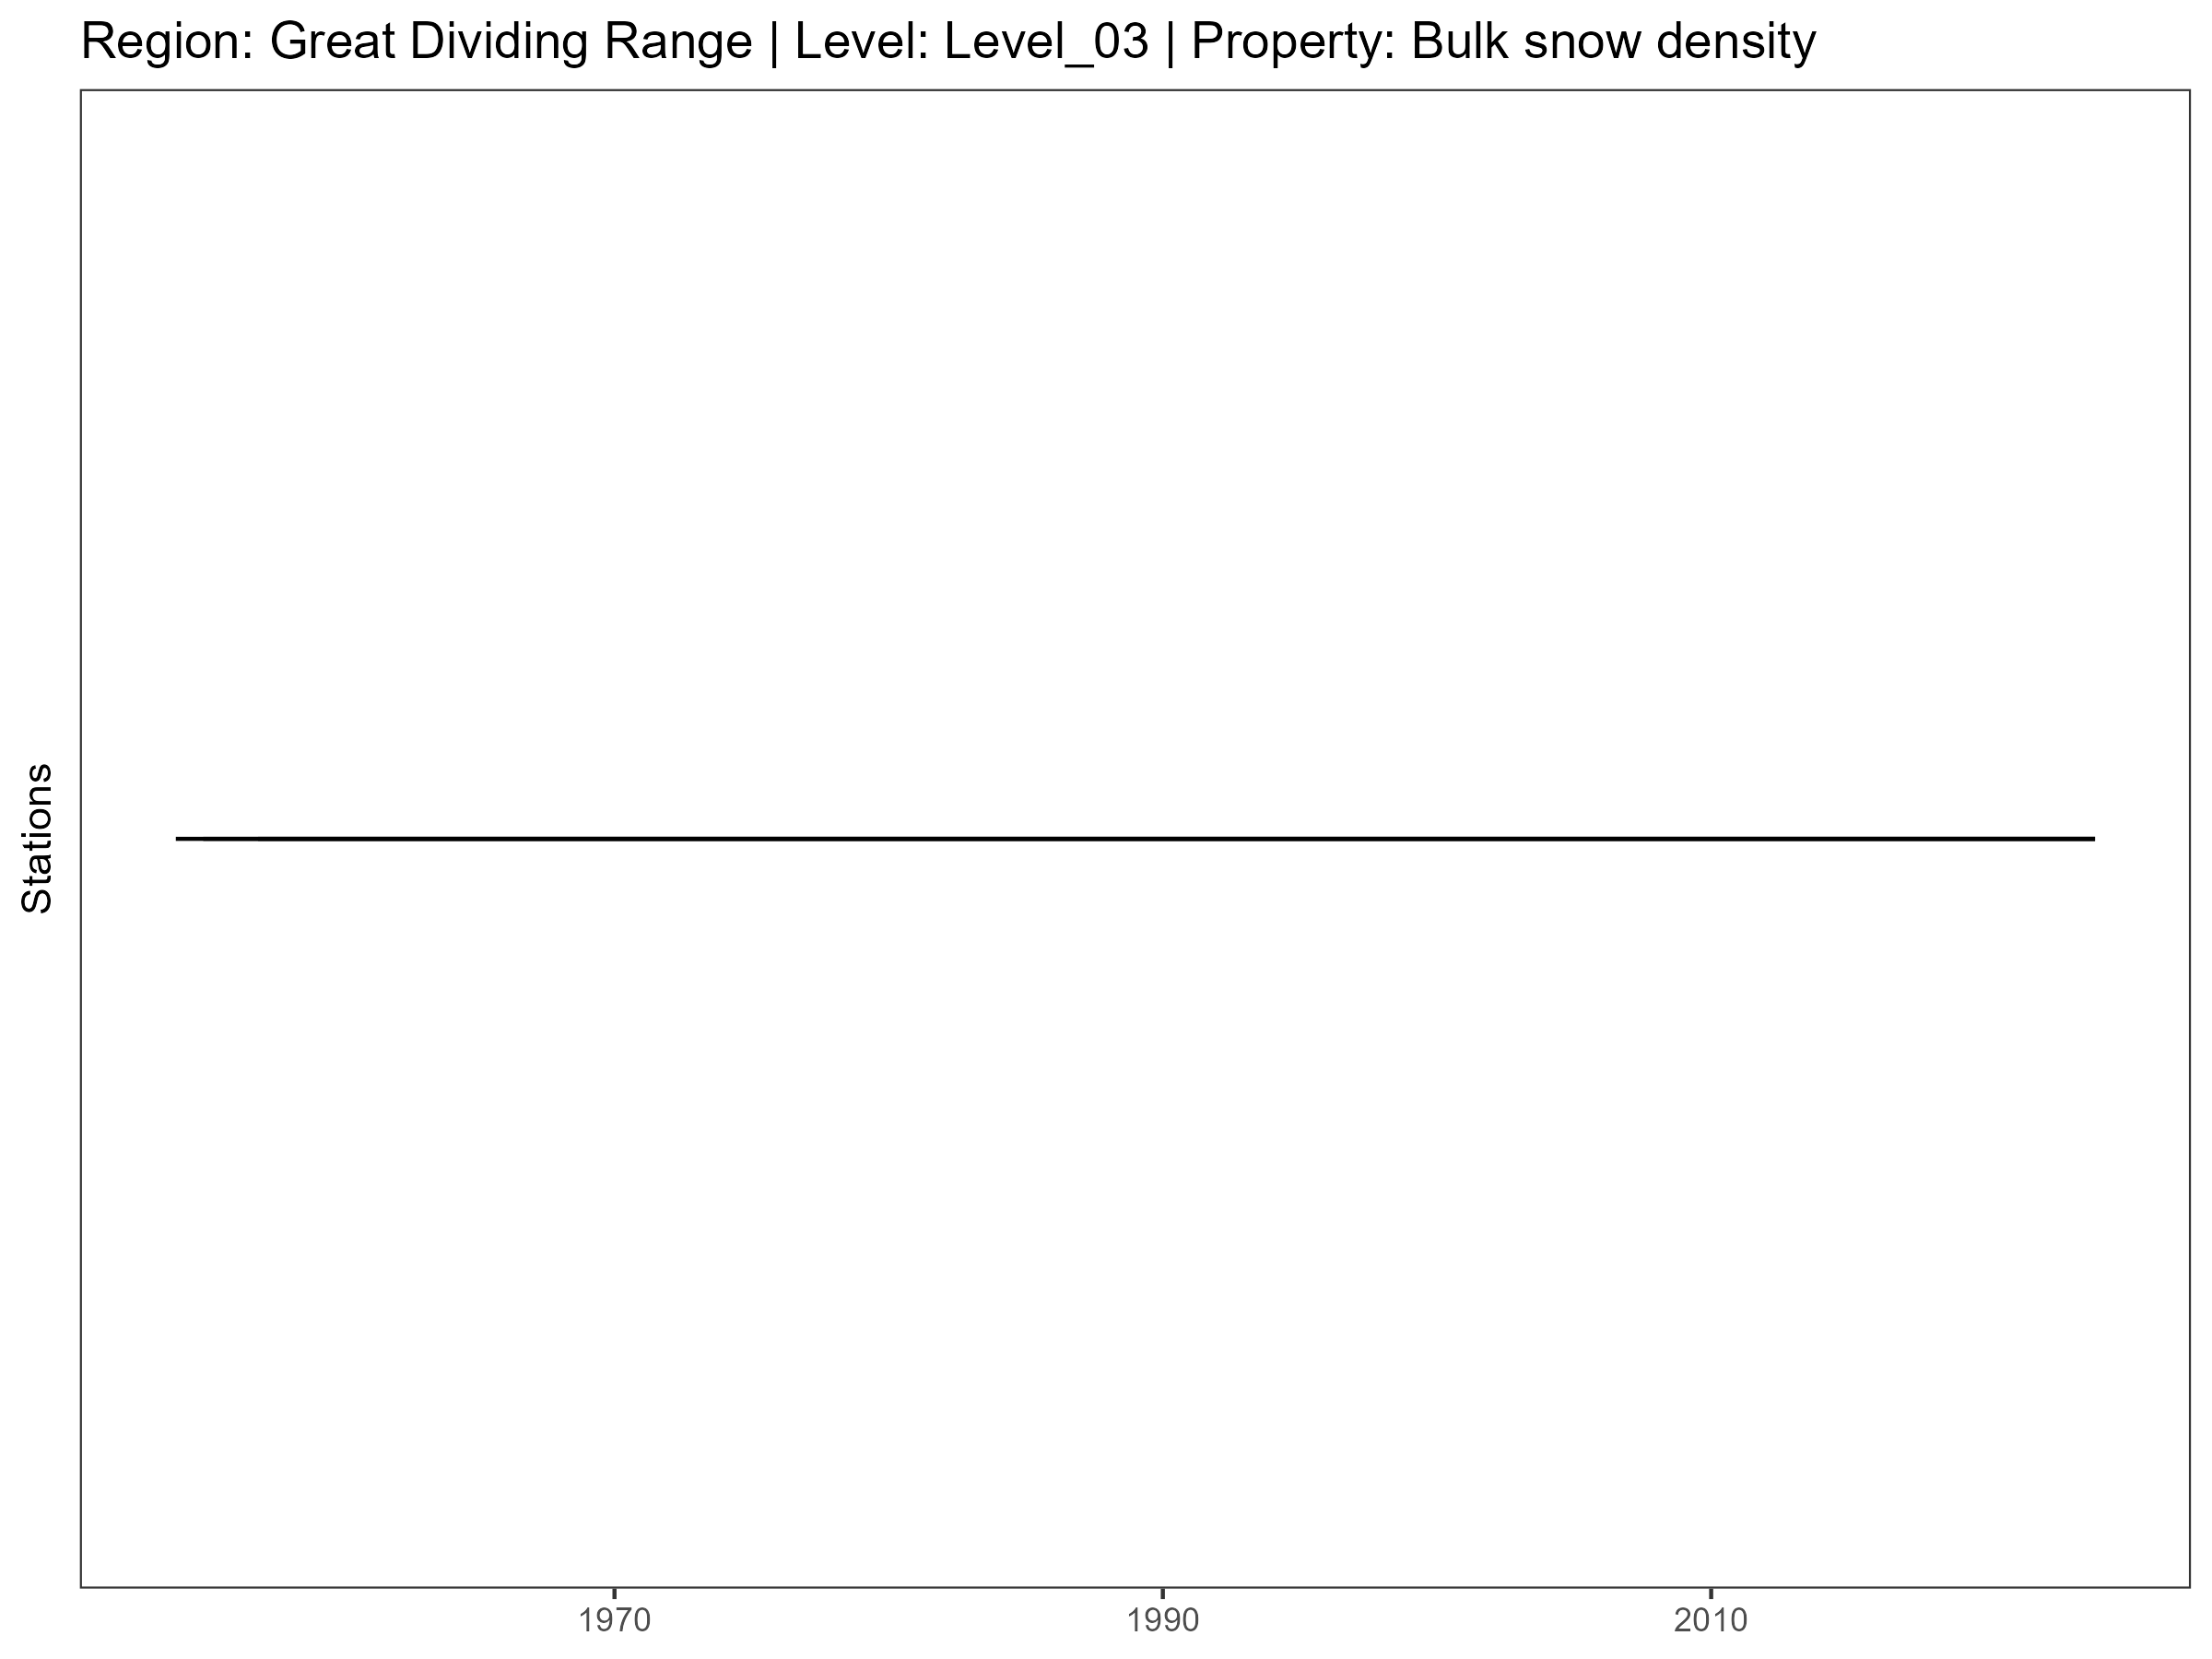 Region: Great Dividing Range | Level: Level_03 | Property: Bulk snow density
Stations
1970
1990
2010